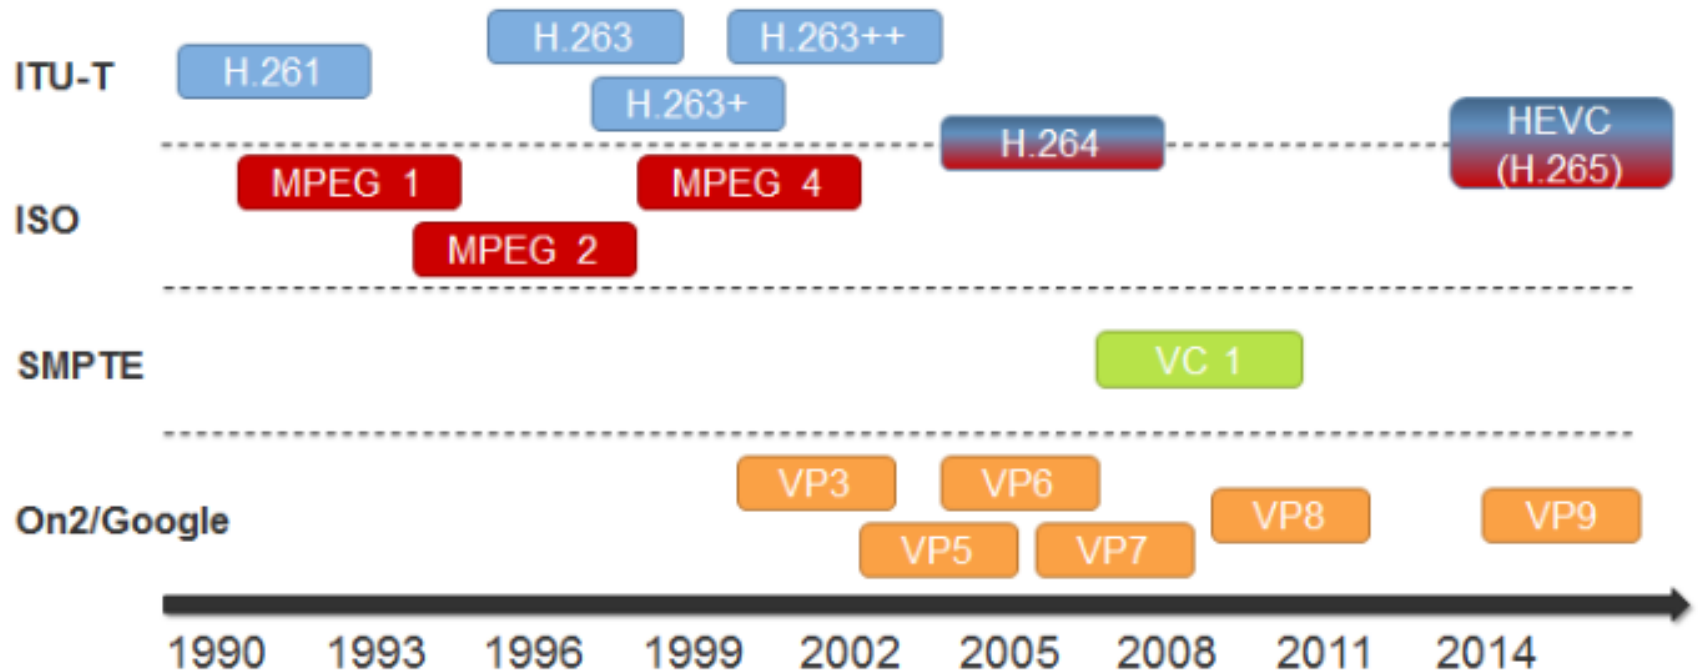 ITU-T
H.261
H.263
H.263+
H.263++
H.264
HEVC
(H.265)
ISO
MPEG 1
MPEG 2
MPEG 4
SMPTE
VC 1
On2/Google
VP3
VP5
VP6
VP7
VP8
VP9
1990 1993 1996 1999 2002 2005 2008 2011 2014